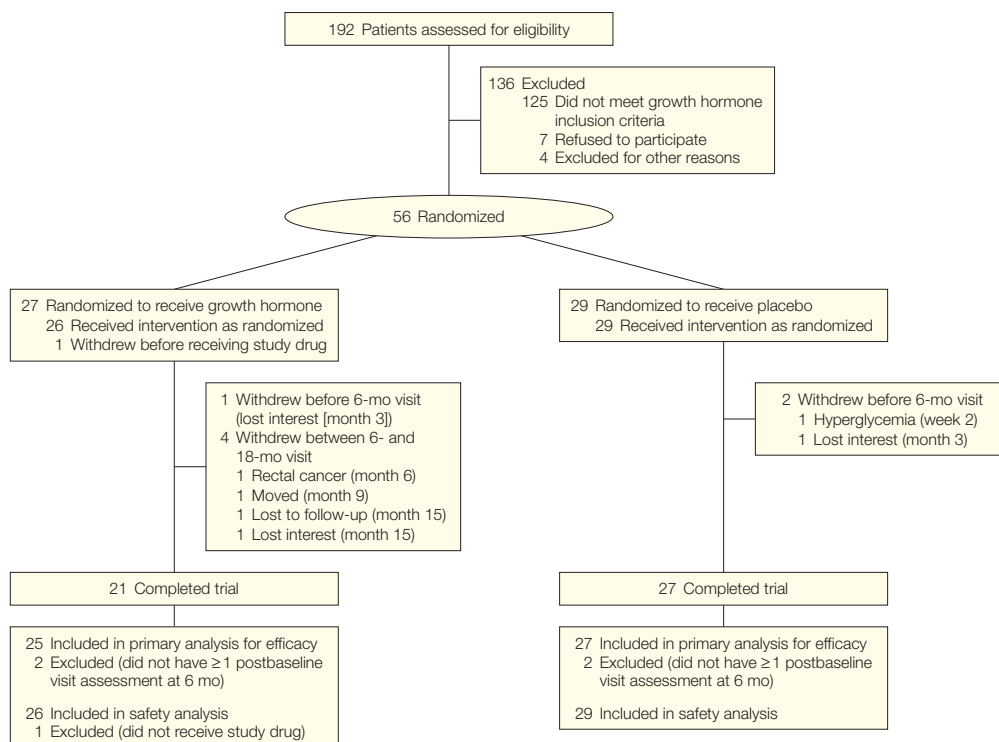 192 Patients assessed for eligibility
136 Excluded
125 Did not meet growth hormone
inclusion criteria
7 Refused to participate
4 Excluded for other reasons
56 Randomized
27 Randomized to receive growth hormone
26 Received intervention as randomized
1 Withdrew before receiving study drug
29 Randomized to receive placebo
29 Received intervention as randomized
1 Withdrew before 6-mo visit
(lost interest [month 3])
4 Withdrew between 6- and
18-mo visit
1 Rectal cancer (month 6)
1 Moved (month 9)
1 Lost to follow-up (month 15)
1 Lost interest (month 15)
2 Withdrew before 6-mo visit
1 Hyperglycemia (week 2)
1 Lost interest (month 3)
21 Completed trial
27 Completed trial
25 Included in primary analysis for efficacy
2 Excluded (did not have ≥1 postbaseline
visit assessment at 6 mo)
26 Included in safety analysis
1 Excluded (did not receive study drug)
27 Included in primary analysis for efficacy
2 Excluded (did not have ≥1 postbaseline
visit assessment at 6 mo)
29 Included in safety analysis